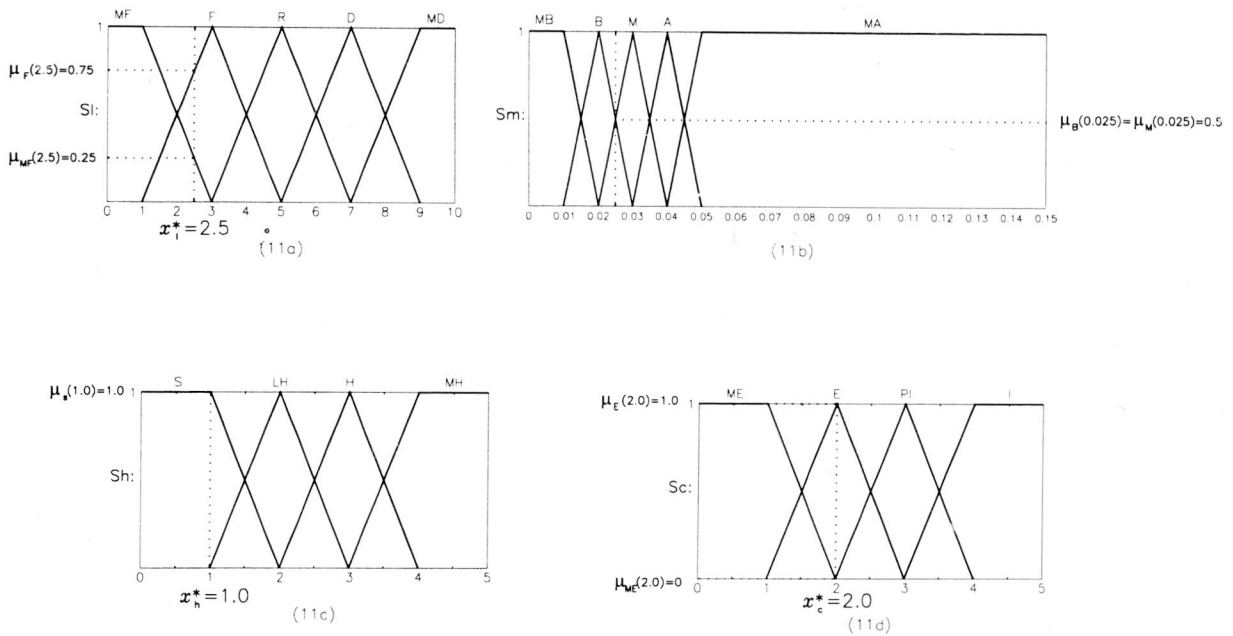 MF F R D MD
1
μF(2.5)=0.75
Sl:
μMF(2.5)=0.25
0 1 2 3 4 5 6 7 8 9 10
x*l=2.5
(11a)
MB B M A MA
1
Sm:
μB(0.025)=μM(0.025)=0.5
0 0.01 0.02 0.03 0.04 0.05 0.06 0.07 0.08 0.09 0.1 0.11 0.12 0.13 0.14 0.15
(11b)
S LH H MH
μs(1.0)=1.0 1
Sh:
0 1 2 3 4 5
x*h=1.0
(11c)
ME E PI I
μE(2.0)=1.0 1
Sc:
μME(2.0)=0
0 1 2 3 4 5
x*c=2.0
(11d)